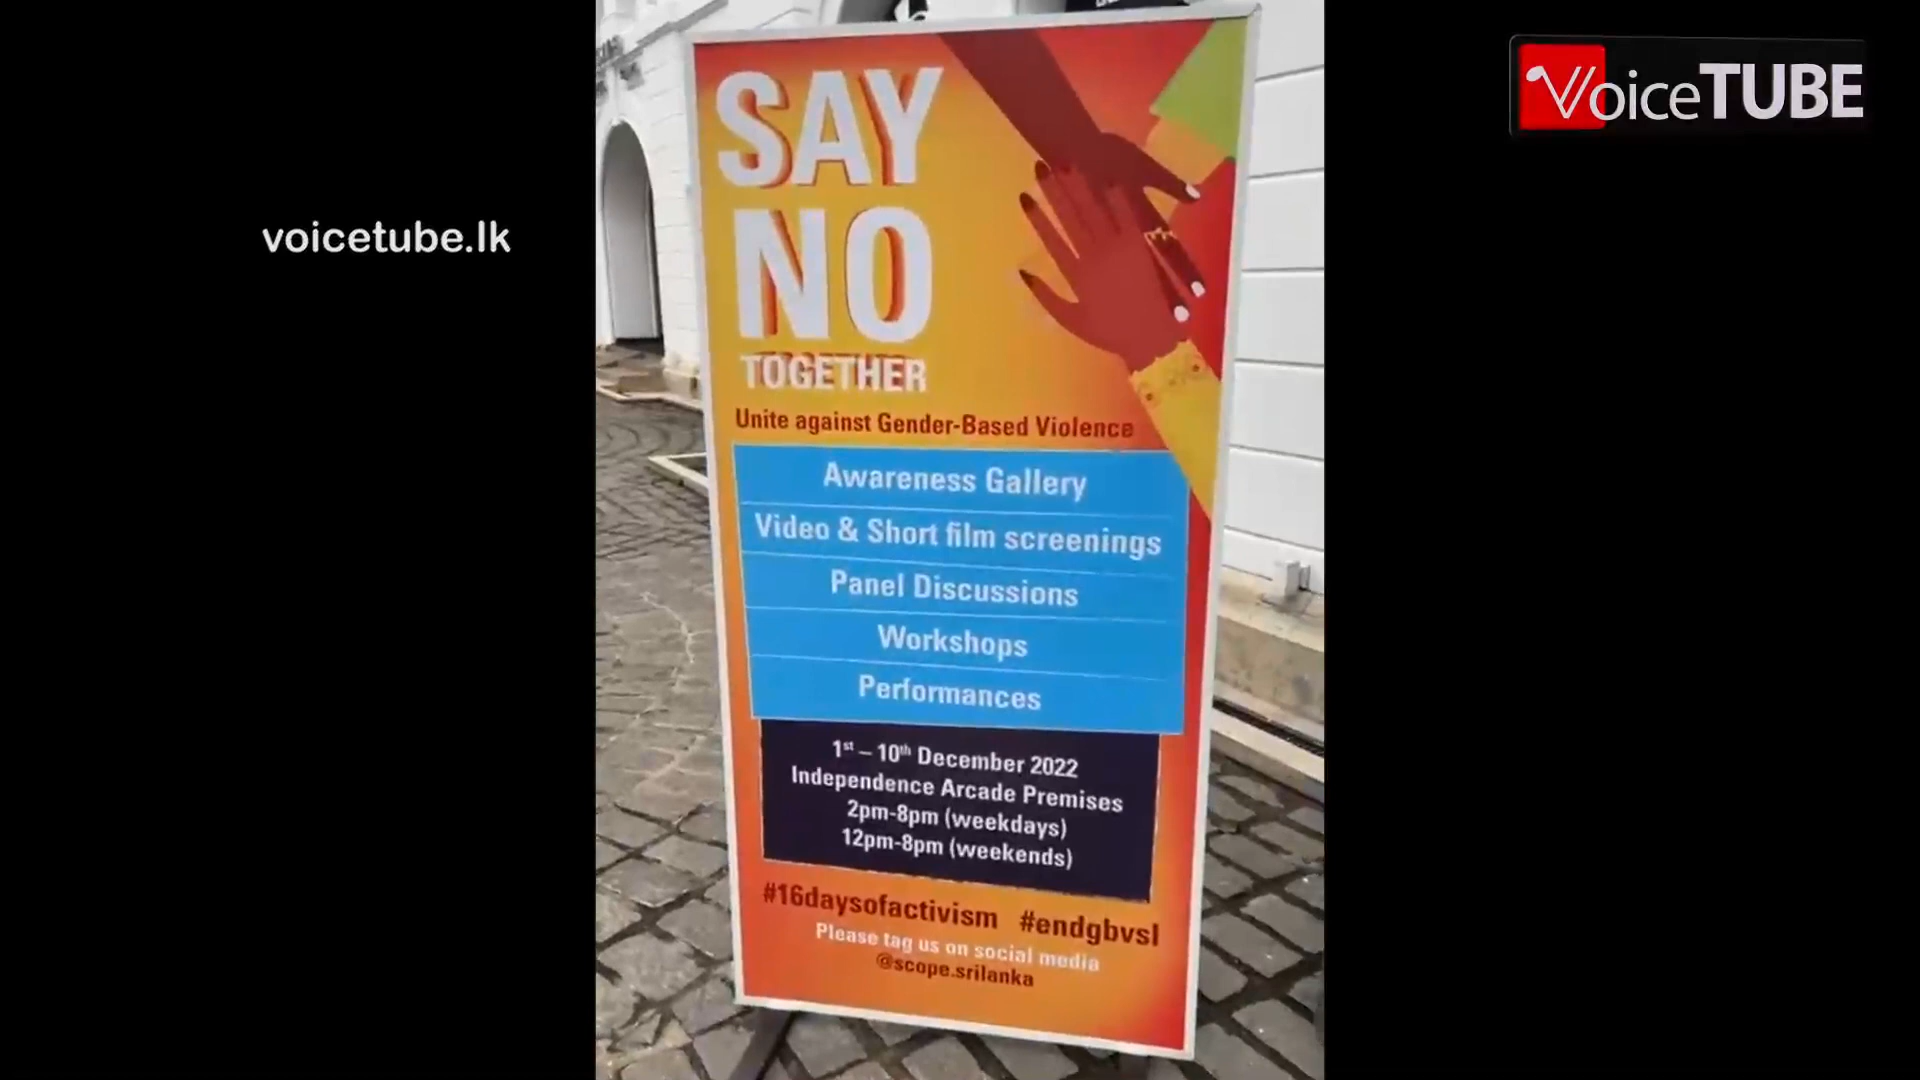 VoiceTUBE
voicetube.lk
SAY
NO
TOGETHER
Unite against Gender-Based Violence
Awareness Gallery
Video & Short film screenings
Panel Discussions
Workshops
Performances
1st – 10th December 2022
Independence Arcade Premises
2pm-8pm (weekdays)
12pm-8pm (weekends)
#16daysofactivism #endgbvsl
Please tag us on social media
@scope.srilanka